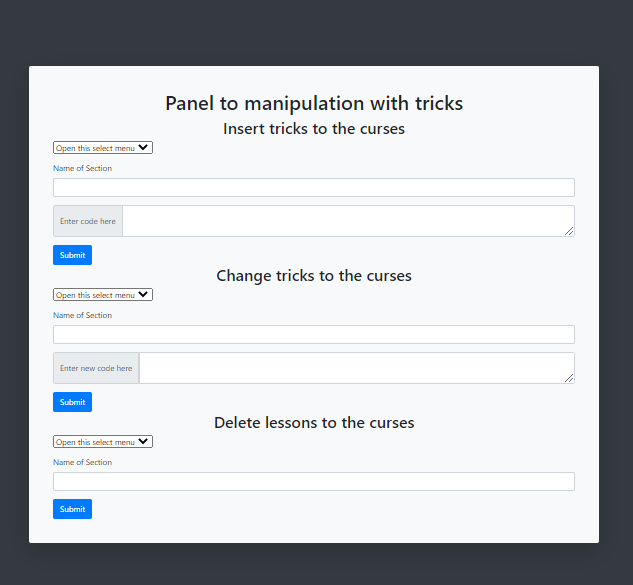 Panel to manipulation with tricks
Insert tricks to the curses
Open this select menu
Name of Section
Enter code here
Submit
Change tricks to the curses
Open this select menu
Name of Section
Enter new code here
Submit
Delete lessons to the curses
Open this select menu
Name of Section
Submit